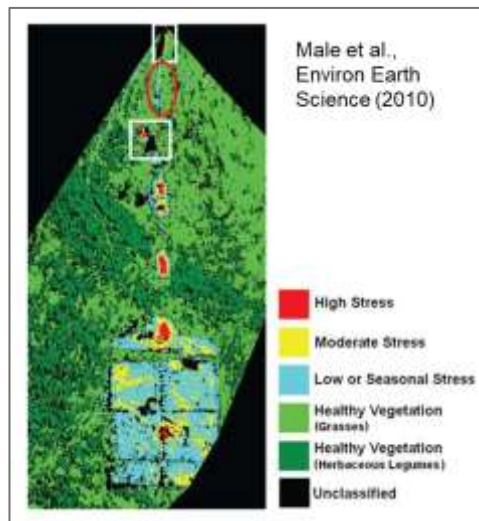 Male et al.,
Environ Earth
Science (2010)
High Stress
Moderate Stress
Low or Seasonal Stress
Healthy Vegetation
(Grasses)
Healthy Vegetation
(Herbaceous Legumes)
Unclassified